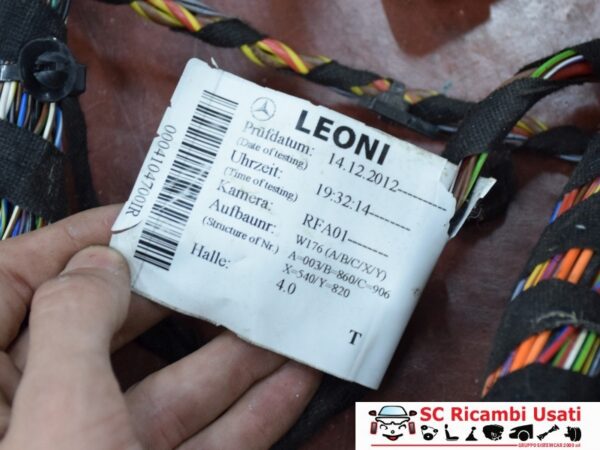 LEONI
Prüfdatum: 14.12.2012
(Date of testing)
Uhrzeit: 19:32:14
(Time of testing)
Kamera: RFA01
Aufbaunr: W176 (A/B/C/X/Y)
(Structure of Nr.) A=003/B=860/C=906
X=540/Y=820
Halle: 4.0
T
00041047001R
SC Ricambi Usati